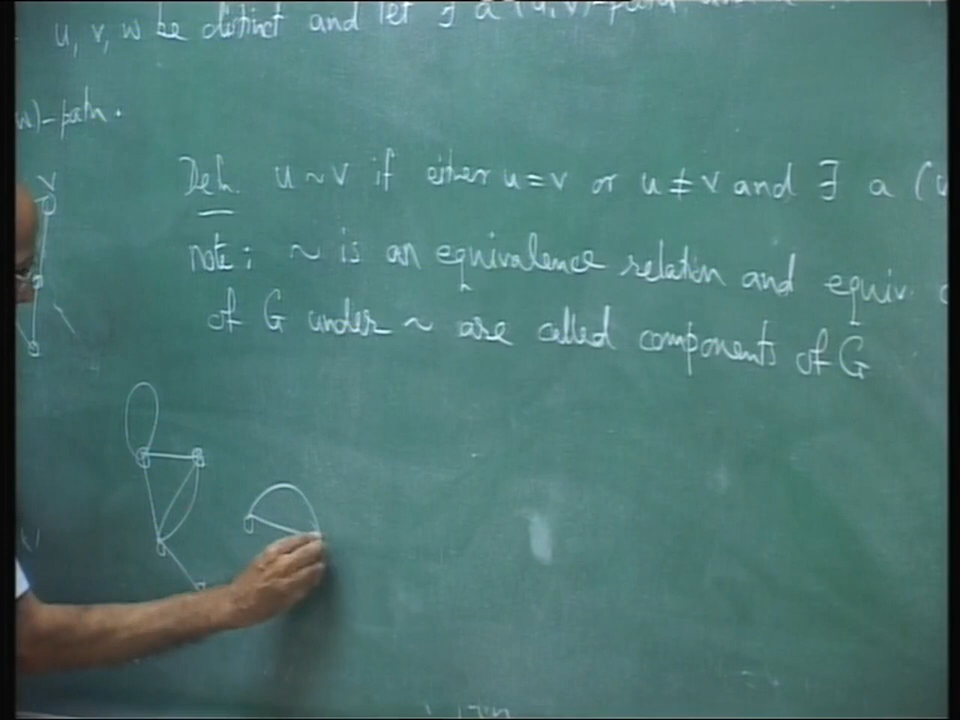 u, v, w be distinct and let ∃ a (u,v)-path
w)-path.
v
Defn. u ~ v if either u = v or u ≠ v and ∃ a (
note: ~ is an equivalence relation and equiv.
of G under ~ are called components of G